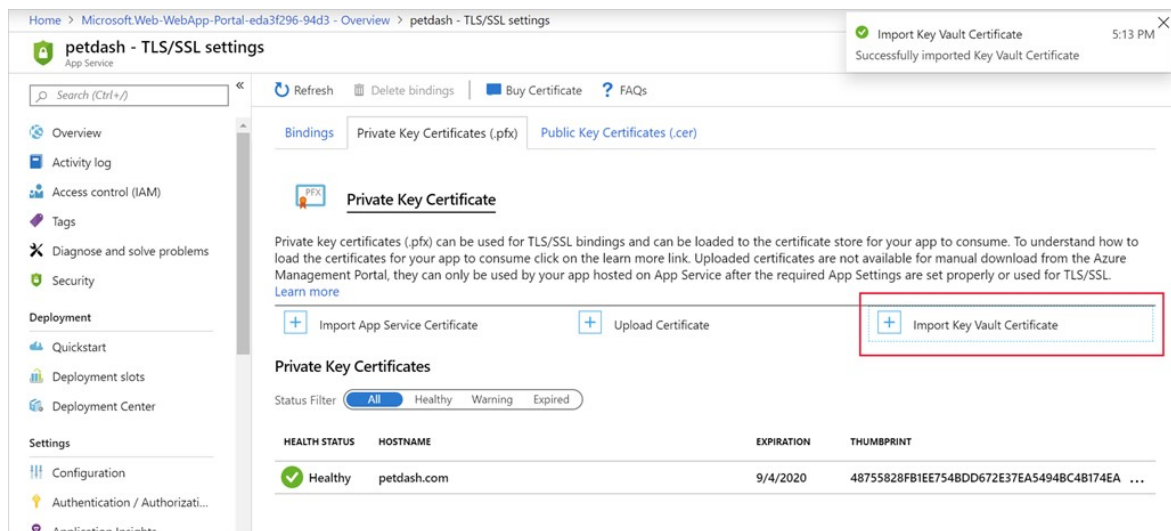 Home > Microsoft.Web-WebApp-Portal-eda3f296-94d3 - Overview > petdash - TLS/SSL settings
petdash - TLS/SSL settings
App Service
Import Key Vault Certificate 5:13 PM
Successfully imported Key Vault Certificate
Search (Ctrl+/)
Refresh Delete bindings Buy Certificate ? FAQs
Overview
Activity log
Access control (IAM)
Tags
Diagnose and solve problems
Security
Deployment
Quickstart
Deployment slots
Deployment Center
Settings
Configuration
Authentication / Authorizati...
Application Insights
Bindings Private Key Certificates (.pfx) Public Key Certificates (.cer)
PFX
Private Key Certificate
Private key certificates (.pfx) can be used for TLS/SSL bindings and can be loaded to the certificate store for your app to consume. To understand how to
load the certificates for your app to consume click on the learn more link. Uploaded certificates are not available for manual download from the Azure
Management Portal, they can only be used by your app hosted on App Service after the required App Settings are set properly or used for TLS/SSL.
Learn more
Import App Service Certificate Upload Certificate Import Key Vault Certificate
Private Key Certificates
Status Filter All Healthy Warning Expired
HEALTH STATUS HOSTNAME EXPIRATION THUMBPRINT
Healthy petdash.com 9/4/2020 48755828FB1EE754BDD672E37EA5494BC4B174EA ...